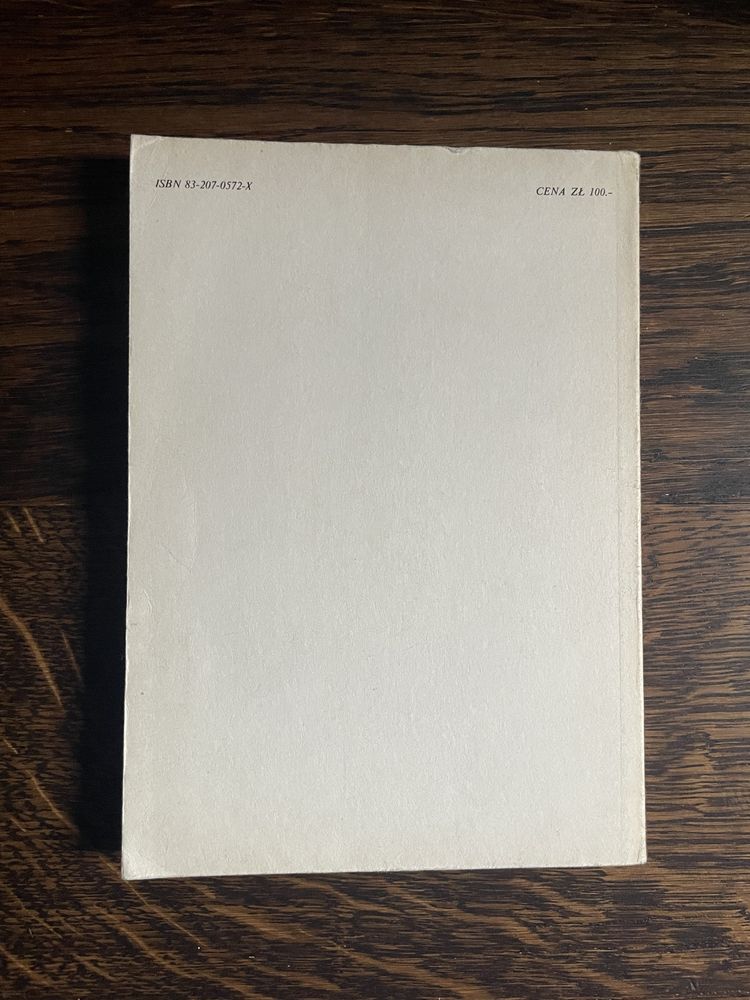 ISBN 83-207-0572-X
CENA ZŁ 100.-